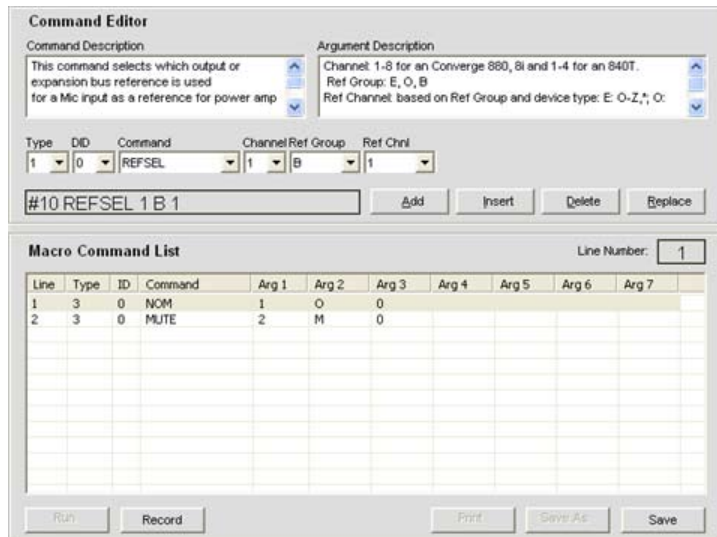 Command Editor
Command Description
This command selects which output or
expansion bus reference is used
for a Mic input as a reference for power amp
Argument Description
Channel: 1-8 for an Converge 880, 8i and 1-4 for an 840T.
Ref Group: E, O, B
Ref Channel: based on Ref Group and device type: E: O-Z,*; O:
Type DID Command Channel Ref Group Ref Chnl
1 0 REFSEL 1 B 1
#10 REFSEL 1 B 1
Add Insert Delete Replace
Macro Command List
Line Number: 1
Line Type ID Command Arg 1 Arg 2 Arg 3 Arg 4 Arg 5 Arg 6 Arg 7
1 3 0 NOM 1 O 0
2 3 0 MUTE 2 M 0
Run Record Print Save As Save